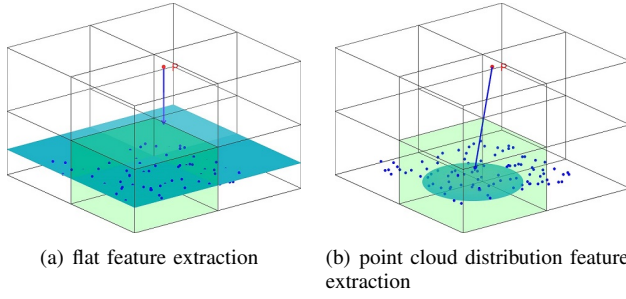 P
P
(a) flat feature extraction
(b) point cloud distribution feature
extraction